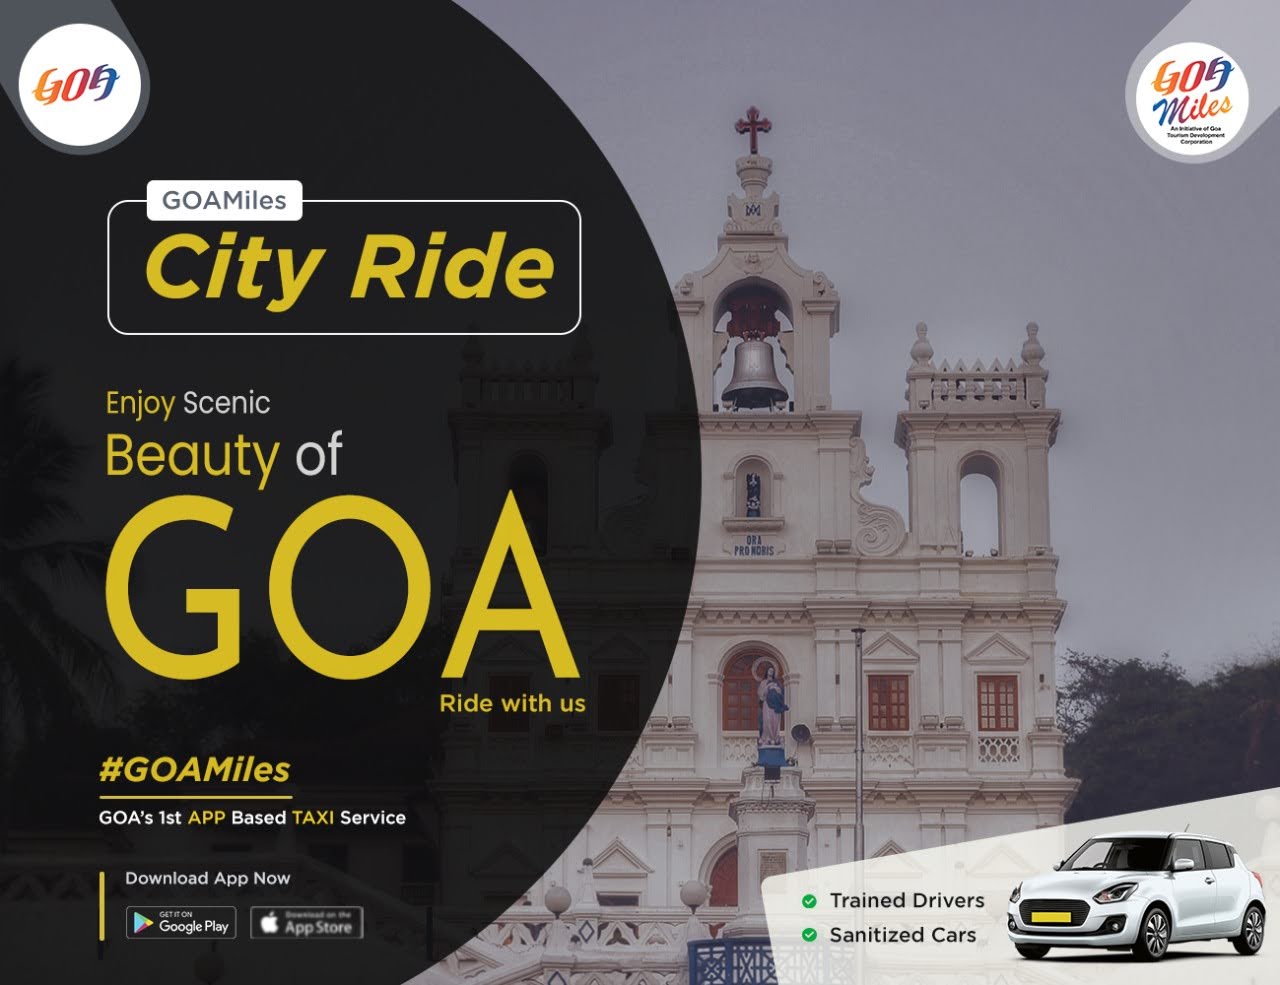 GOA
GOA
Miles
An Initiative of Goa
Tourism Development
Corporation
GOAMiles
City Ride
Enjoy Scenic
Beauty of
GOA
Ride with us
ORA
PRO NOBIS
#GOAMiles
GOA's 1st APP Based TAXI Service
Download App Now
GET IT ON
Google Play
Download on the
App Store
Trained Drivers
Sanitized Cars